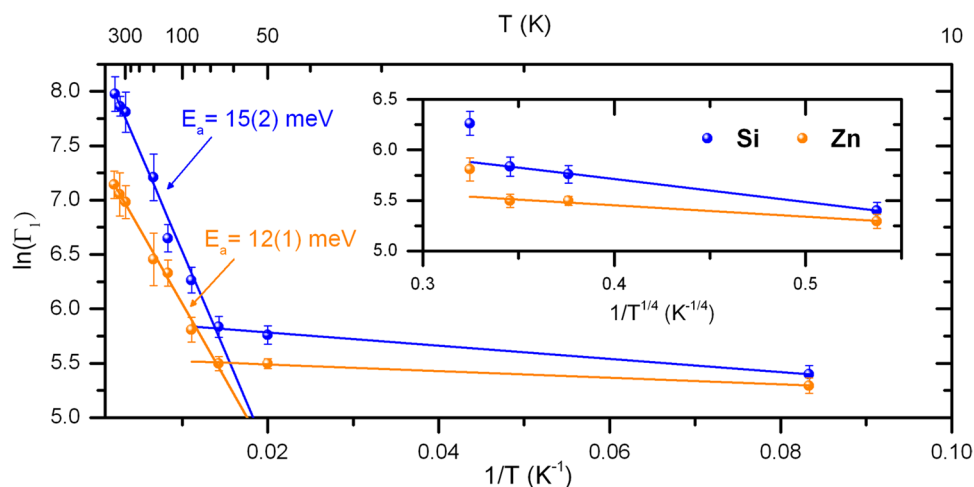 T (K)
300 100 50 10
8.0
7.5
7.0
6.5
6.0
5.5
5.0
ln(Γ1)
Ea= 15(2) meV
Ea= 12(1) meV
6.5
6.0
5.5
5.0
Si Zn
0.3 0.4 0.5
1/T^1/4 (K^-1/4)
0.02 0.04 0.06 0.08 0.10
1/T (K^-1)